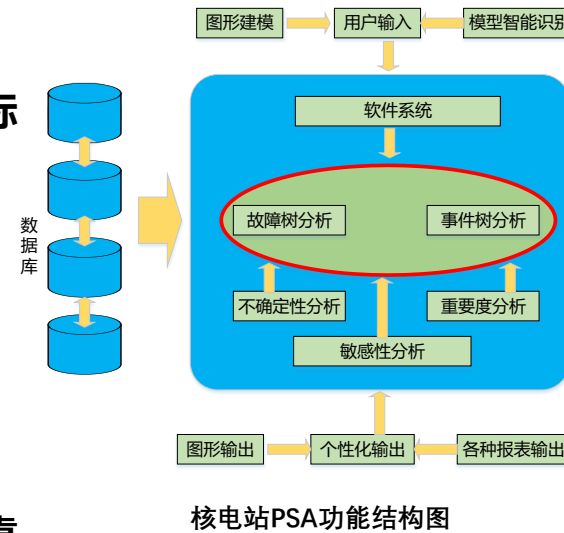 图形建模
用户输入
模型智能识别
标
软件系统
数据库
故障树分析
事件树分析
不确定性分析
重要度分析
敏感性分析
图形输出
个性化输出
各种报表输出
核电站PSA功能结构图